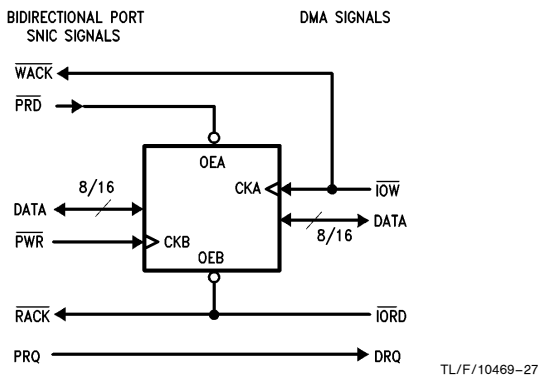 BIDIRECTIONAL PORT
SNIC SIGNALS
DMA SIGNALS
WACK
PRD
OEA
CKA
IOW
8/16
DATA
DATA
8/16
PWR
CKB
OEB
RACK
IORD
PRQ
DRQ
TL/F/10469–27